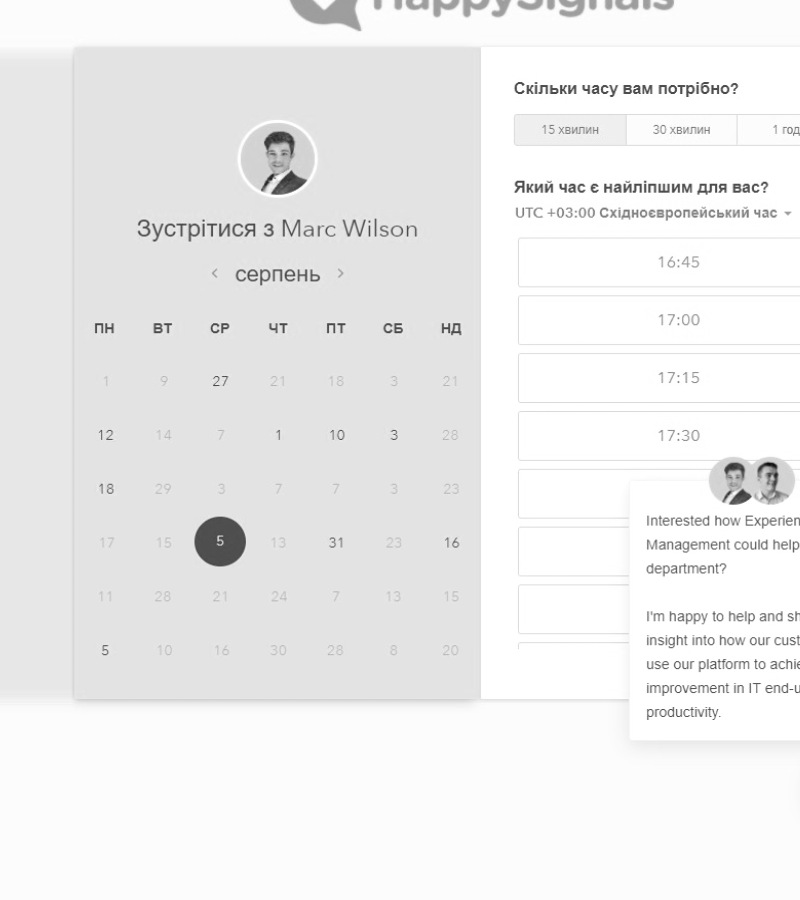 HappySignals
Зустрітися з Marc Wilson
серпень
ПН ВТ СР ЧТ ПТ СБ НД
1 9 27 21 18 3 21
12 14 7 1 10 3 28
18 29 3 7 7 3 23
17 15 5 13 31 23 16
11 28 21 24 7 13 15
5 10 16 30 28 8 20
Скільки часу вам потрібно?
15 хвилин 30 хвилин 1 год
Який час є найліпшим для вас?
UTC +03:00 Східноєвропейський час
16:45
17:00
17:15
17:30
Interested how Experien
Management could help
department?
I'm happy to help and sh
insight into how our cust
use our platform to achie
improvement in IT end-u
productivity.